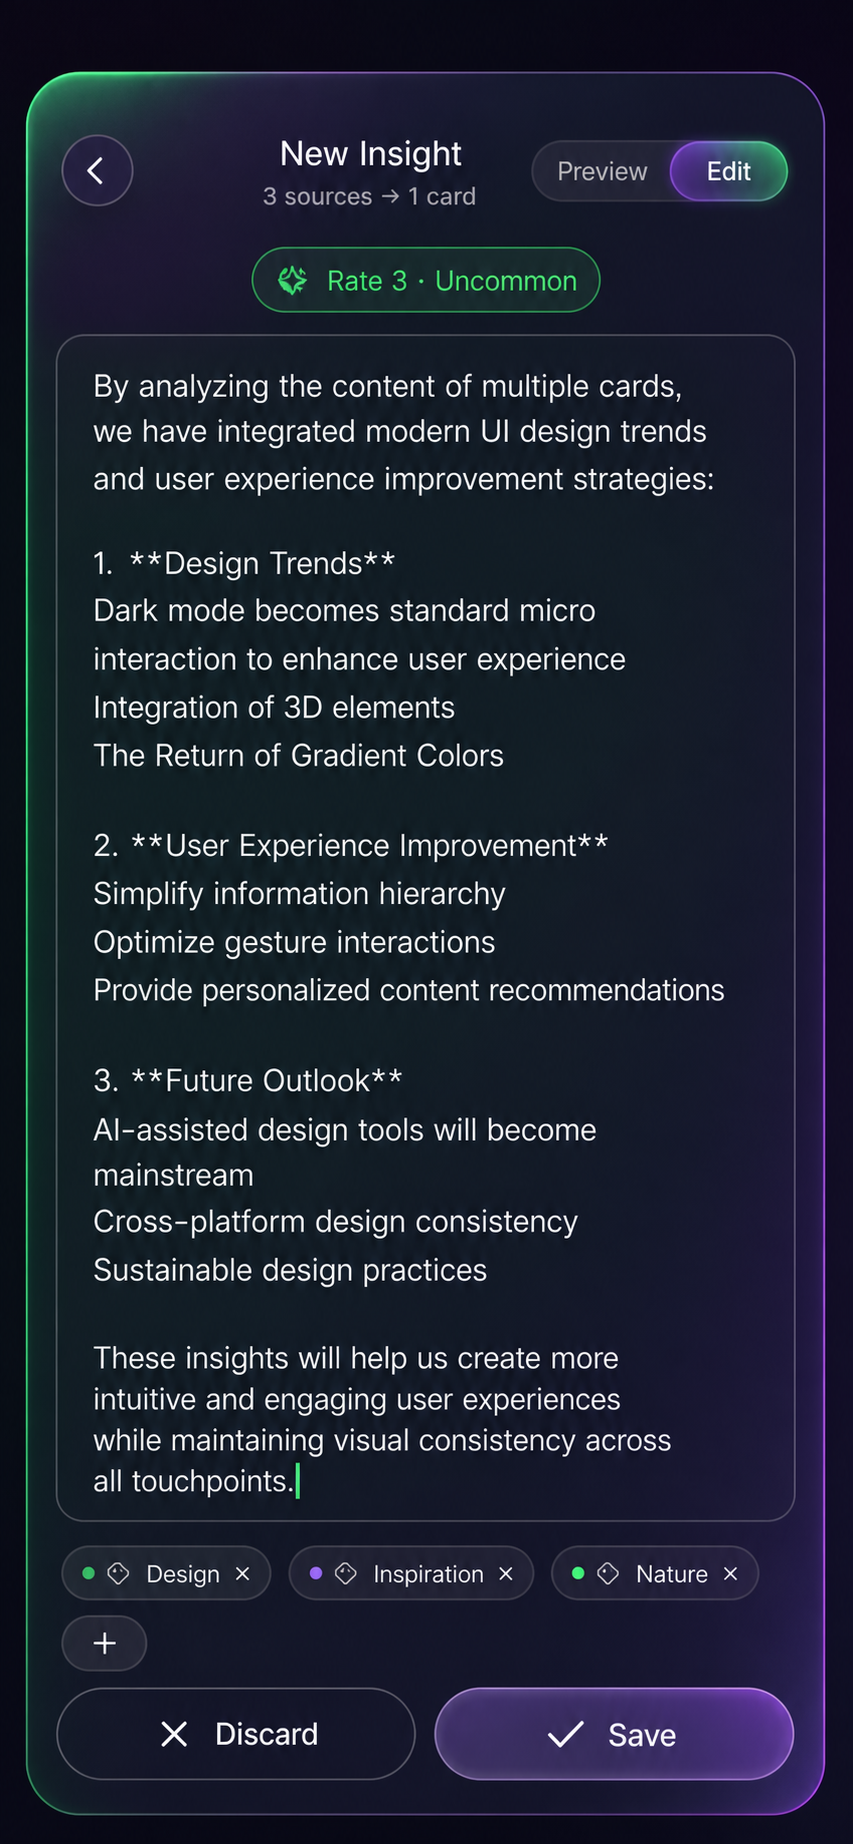 New Insight
3 sources → 1 card
Preview
Edit
Rate 3 · Uncommon
By analyzing the content of multiple cards,
we have integrated modern UI design trends
and user experience improvement strategies:
1. **Design Trends**
Dark mode becomes standard micro
interaction to enhance user experience
Integration of 3D elements
The Return of Gradient Colors
2. **User Experience Improvement**
Simplify information hierarchy
Optimize gesture interactions
Provide personalized content recommendations
3. **Future Outlook**
AI-assisted design tools will become
mainstream
Cross-platform design consistency
Sustainable design practices
These insights will help us create more
intuitive and engaging user experiences
while maintaining visual consistency across
all touchpoints.
Design
Inspiration
Nature
Discard
Save